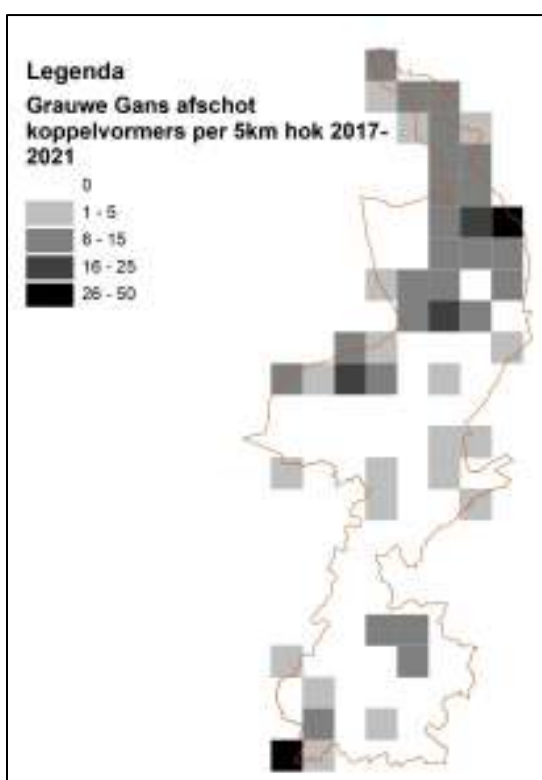 Legenda
Grauwe Gans afschot
koppelvormers per 5km hok 2017-
2021
0
1 - 5
6 - 15
16 - 25
26 - 50